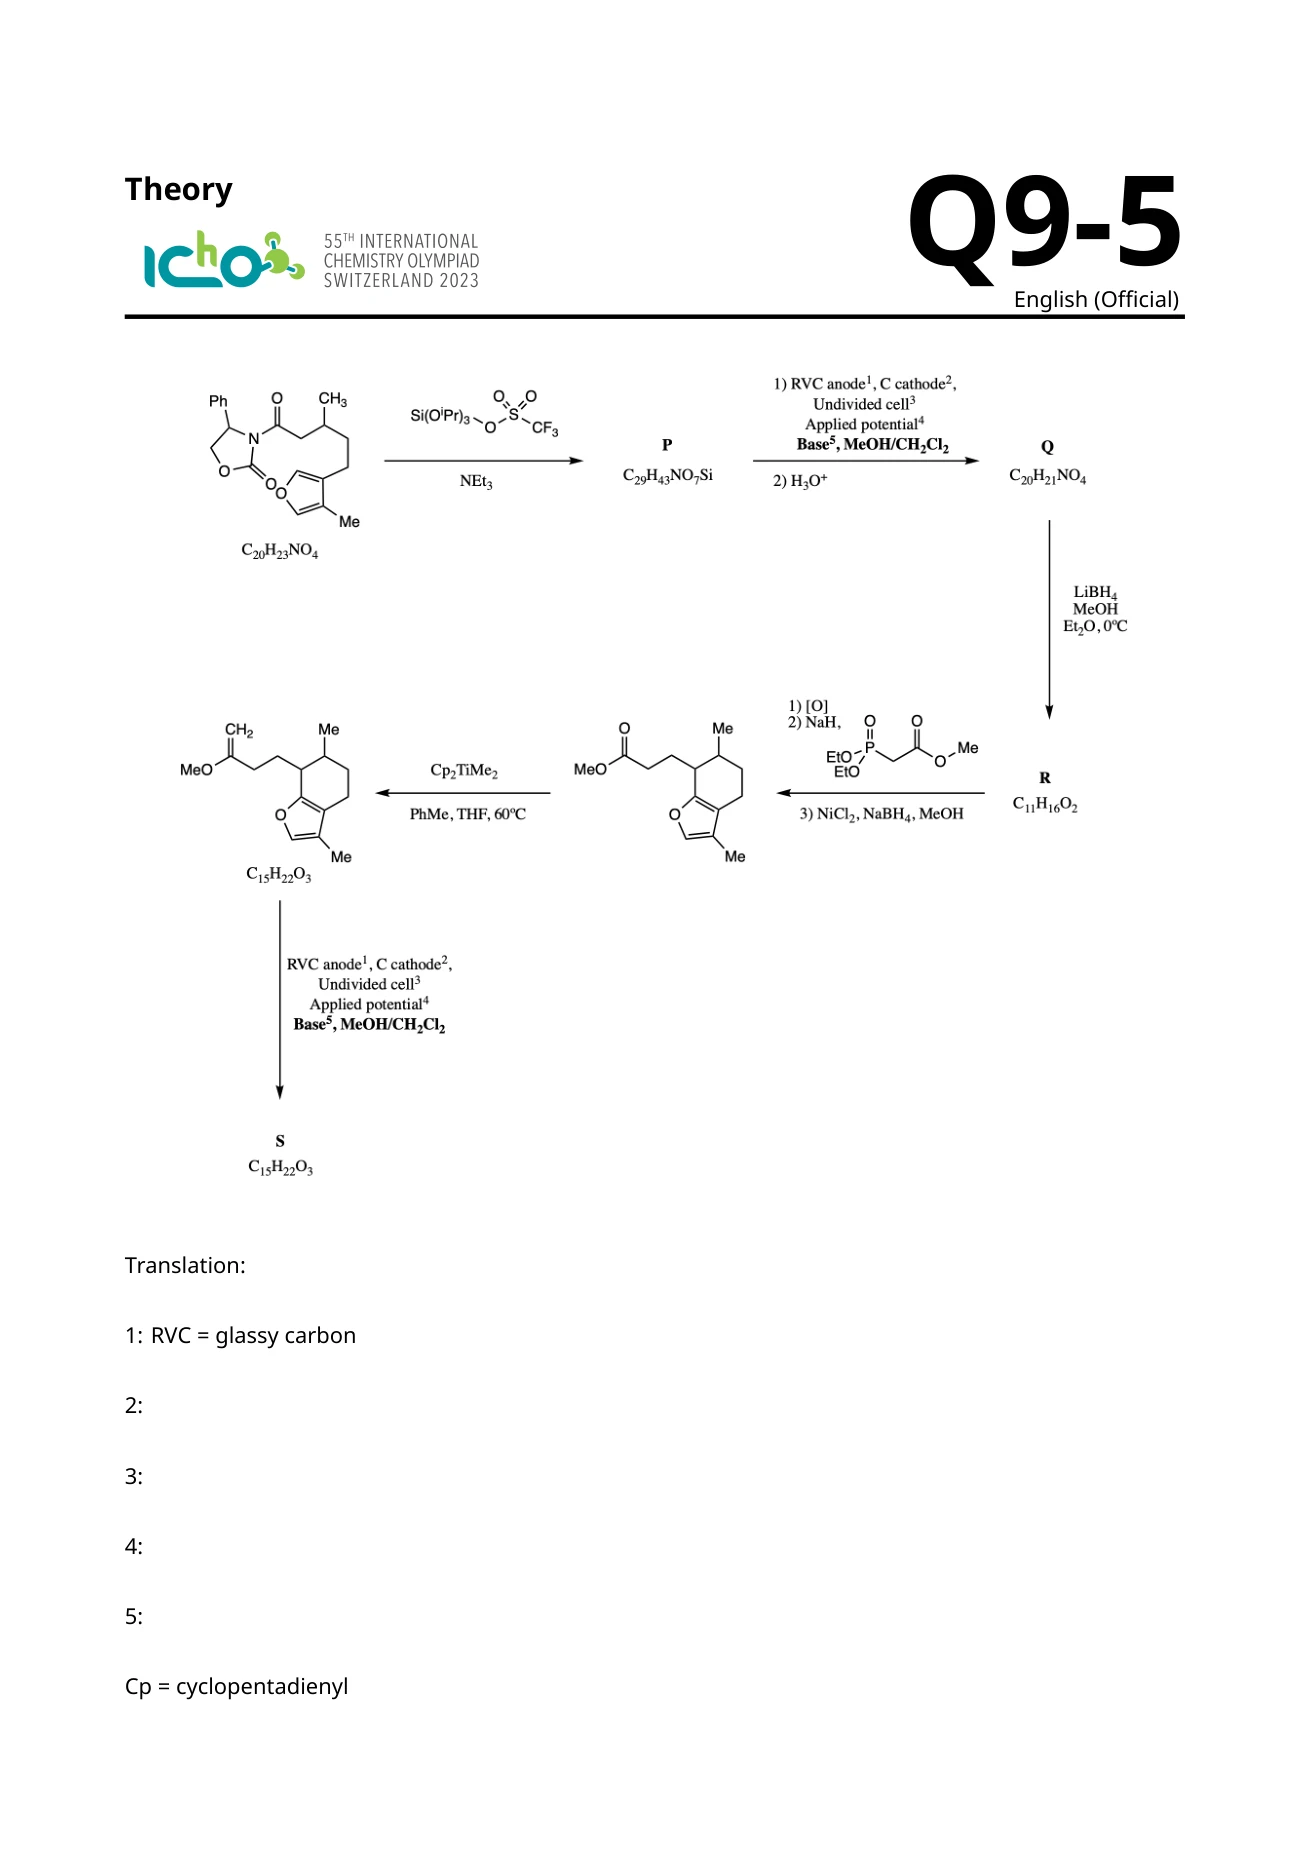 Theory
Q9-5
IChO
55TH INTERNATIONAL
CHEMISTRY OLYMPIAD
SWITZERLAND 2023
English (Official)
Ph
O
CH3
N
O
O
O
Me
C20H23NO4
Si(OiPr)3
O
S
O
O
CF3
NEt3
P
C29H43NO7Si
1) RVC anode1, C cathode2,
Undivided cell3
Applied potential4
Base5, MeOH/CH2Cl2
2) H3O+
Q
C20H21NO4
LiBH4
MeOH
Et2O, 0ºC
R
C11H16O2
1) [O]
2) NaH,
O
O
EtO
P
EtO
O
Me
3) NiCl2, NaBH4, MeOH
O
Me
MeO
O
Me
Cp2TiMe2
PhMe, THF, 60ºC
CH2
Me
MeO
O
Me
C15H22O3
RVC anode1, C cathode2,
Undivided cell3
Applied potential4
Base5, MeOH/CH2Cl2
S
C15H22O3
Translation:
1: RVC = glassy carbon
2:
3:
4:
5:
Cp = cyclopentadienyl